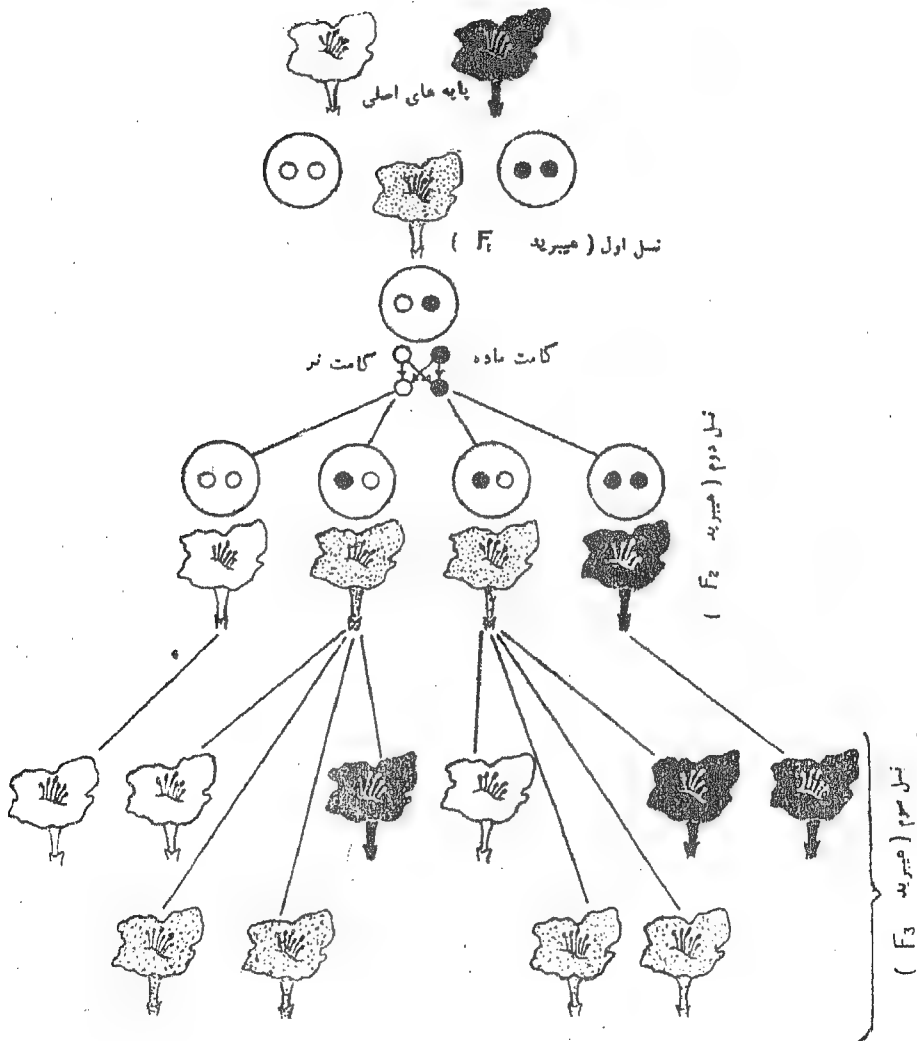 پایه های اصلی
نسل اول ( هیبرید F₁ )
گامت ماده
گامت نر
نسل دوم ( هیبرید F₂ )
نسل سوم ( هیبرید F₃ )